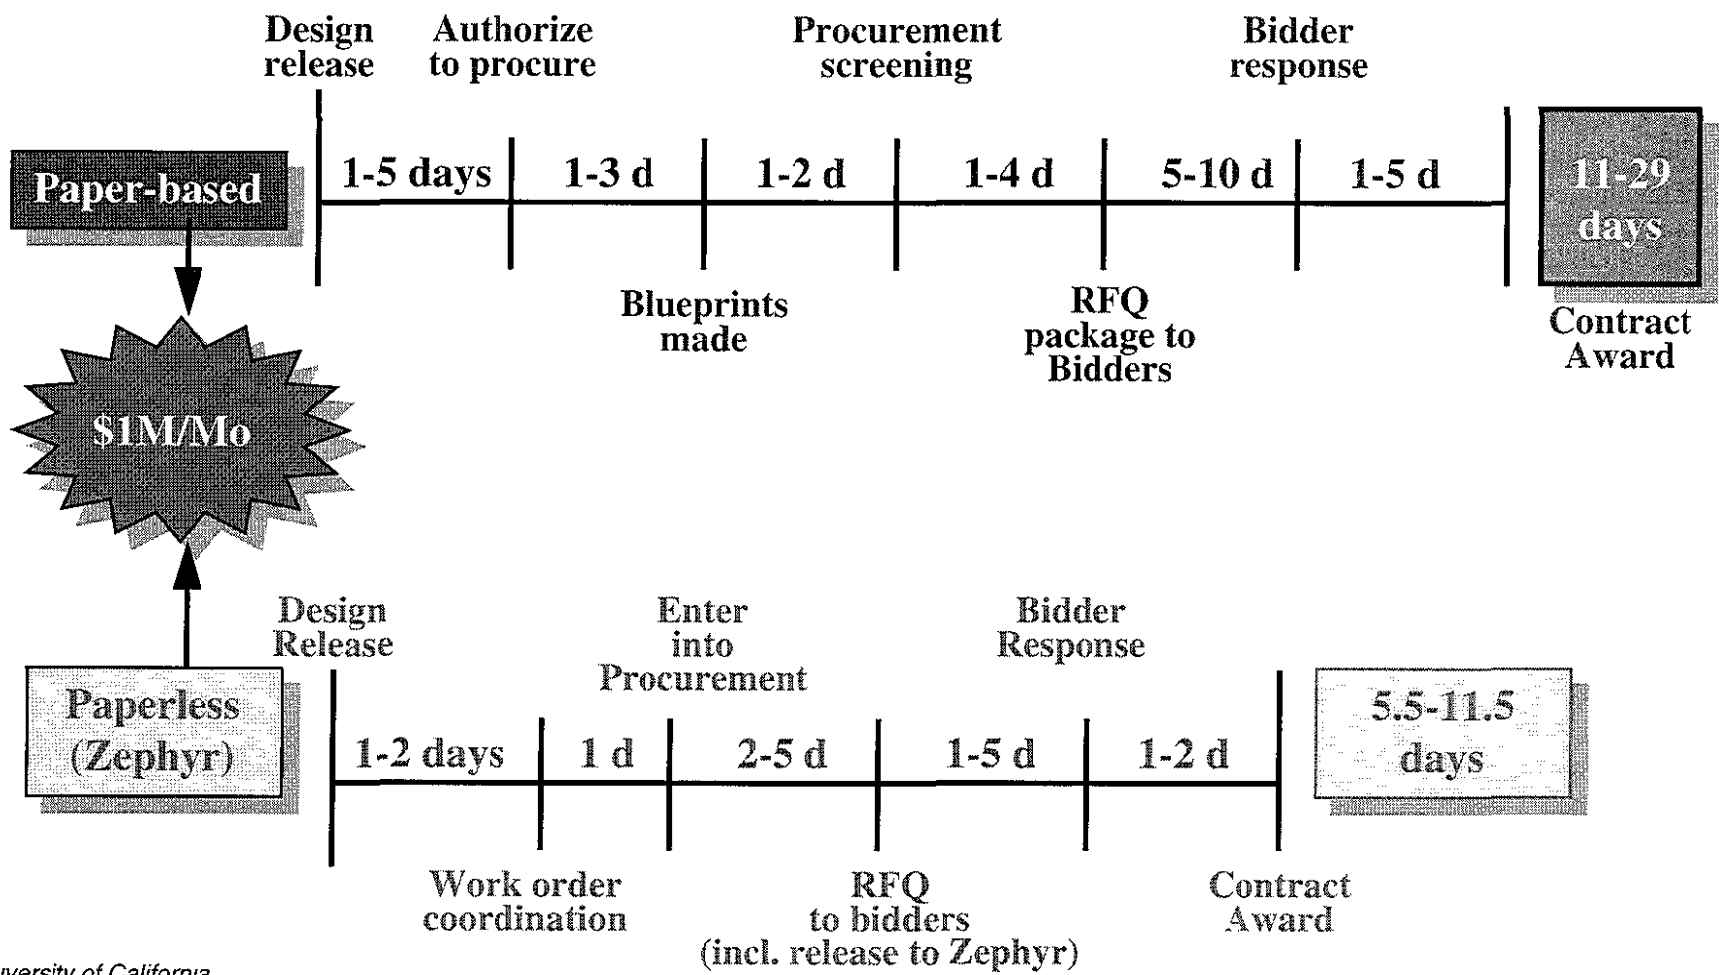 Design
release
Authorize
to procure
Procurement
screening
Bidder
response
Paper-based
1-5 days
1-3 d
1-2 d
1-4 d
5-10 d
1-5 d
11-29
days
Blueprints
made
RFQ
package to
Bidders
Contract
Award
$1M/Mo
Design
Release
Enter
into
Procurement
Bidder
Response
Paperless
(Zephyr)
1-2 days
1 d
2-5 d
1-5 d
1-2 d
5.5-11.5
days
Work order
coordination
RFQ
to bidders
(incl. release to Zephyr)
Contract
Award
University of California